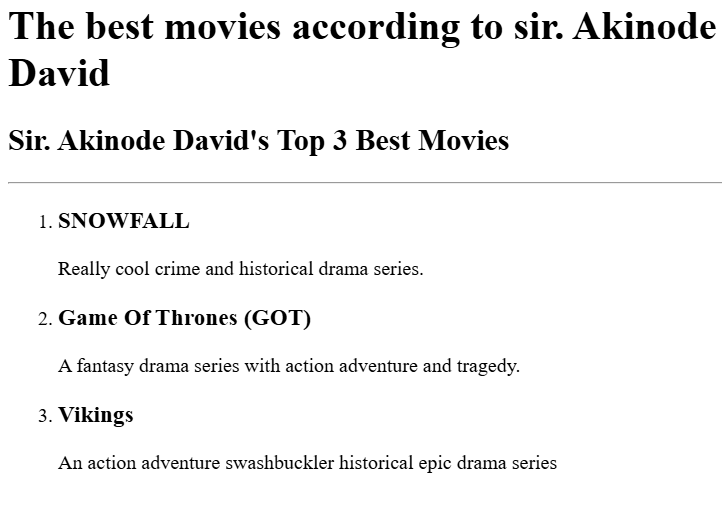 The best movies according to sir. Akinode
David
Sir. Akinode David's Top 3 Best Movies
1. SNOWFALL
Really cool crime and historical drama series.
2. Game Of Thrones (GOT)
A fantasy drama series with action adventure and tragedy.
3. Vikings
An action adventure swashbuckler historical epic drama series